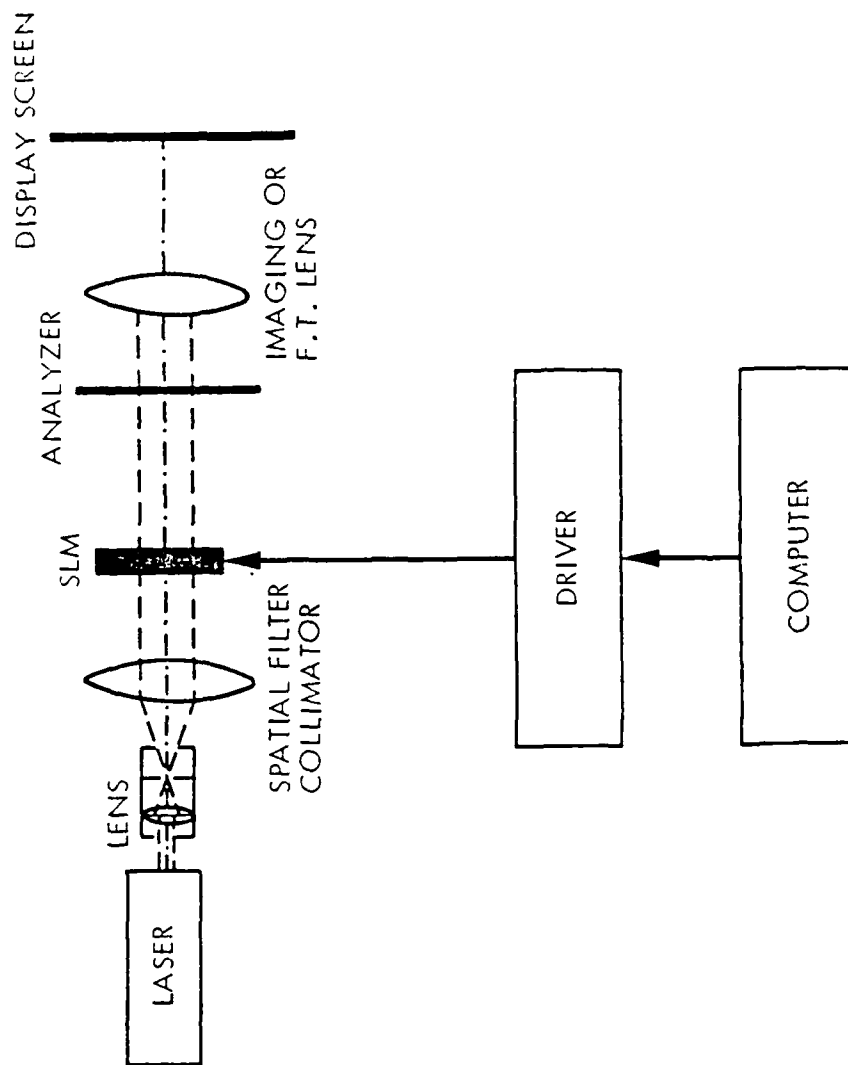 LASER
LENS
SPATIAL FILTER
COLLIMATOR
SLM
ANALYZER
IMAGING OR
F.T. LENS
DISPLAY SCREEN
DRIVER
COMPUTER